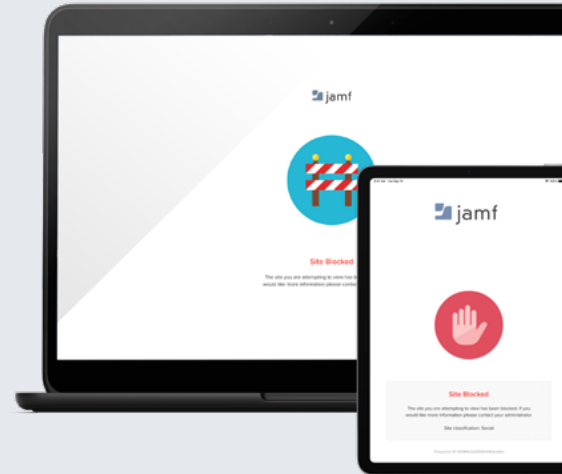 jamf
Site Blocked
The site you are attempting to view has
would like more information please contac
jamf
Site Blocked
The site you are attempting to view has been blocked. If you
would like more information please contact your administrator.
Site classification: Social